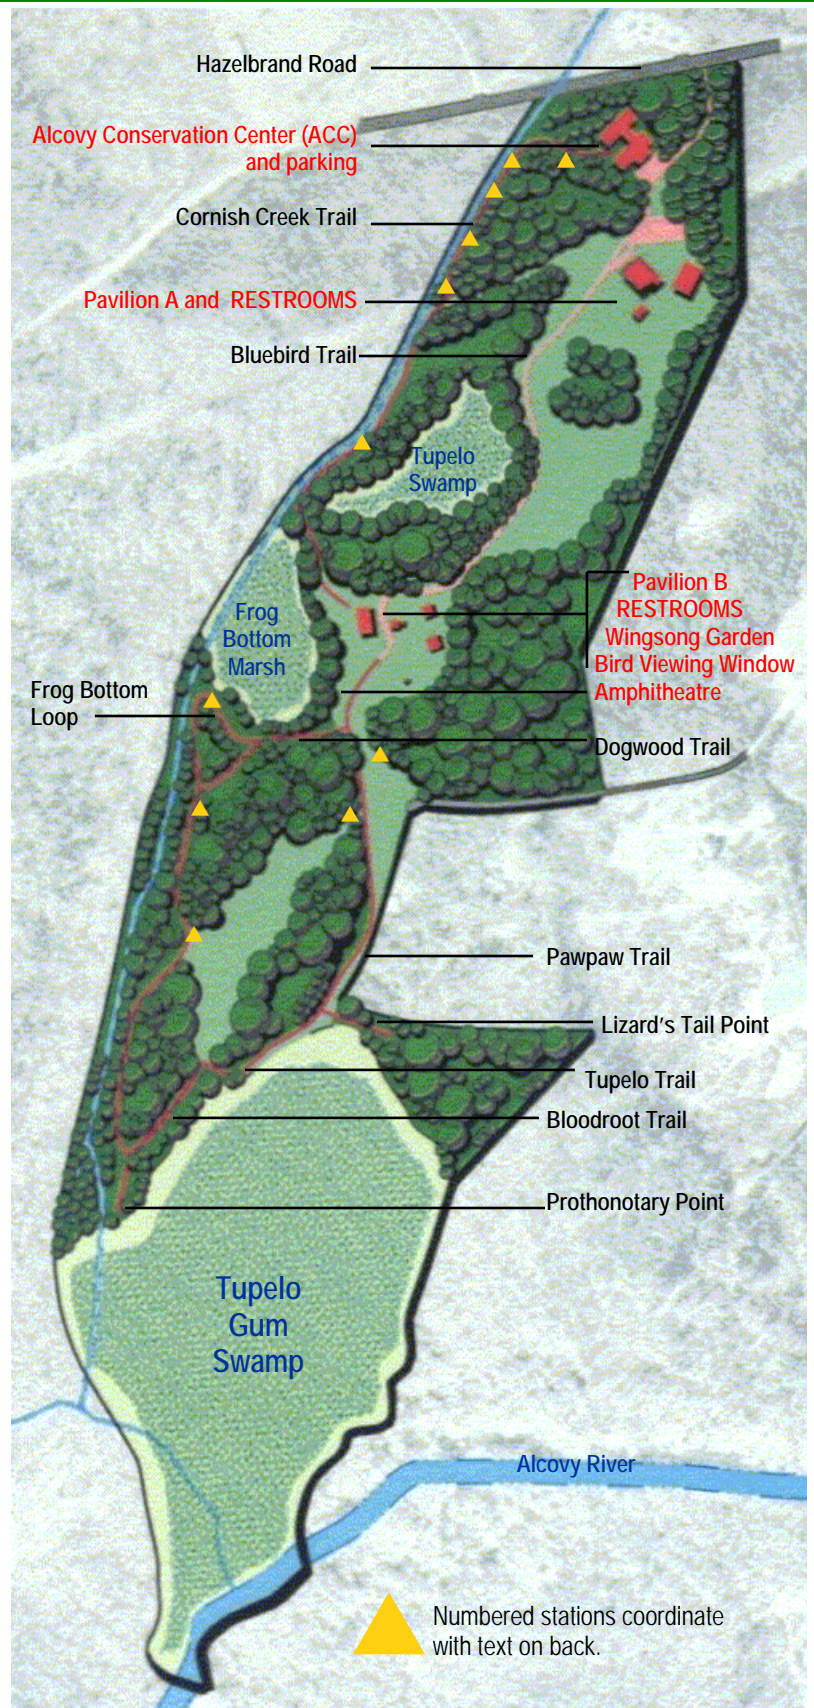 Hazelbrand Road
Alcovy Conservation Center (ACC)
and parking
Cornish Creek Trail
Pavilion A and RESTROOMS
Bluebird Trail
Tupelo
Swamp
Pavilion B
RESTROOMS
Wingsong Garden
Bird Viewing Window
Amphitheatre
Frog
Bottom
Marsh
Frog Bottom
Loop
Dogwood Trail
Pawpaw Trail
Lizard's Tail Point
Tupelo Trail
Bloodroot Trail
Prothonotary Point
Tupelo
Gum
Swamp
Alcovy River
Numbered stations coordinate
with text on back.